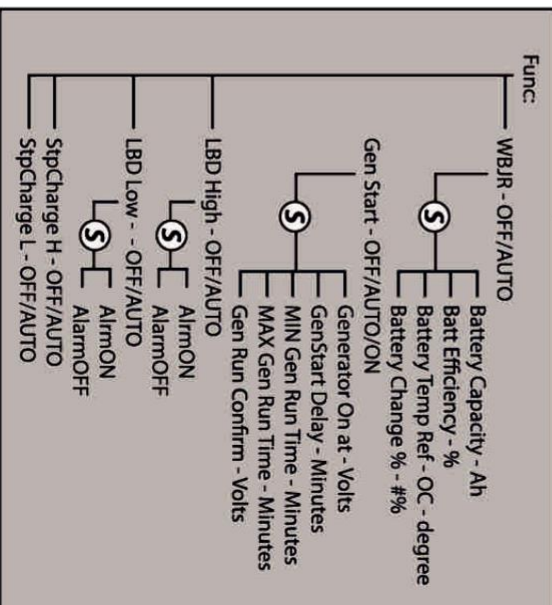 Func:
WBJR - OFF/AUTO
S
Battery Capacity - Ah
Batt Efficiency - %
Battery Temp Ref - OC - degree
Battery Change % - #%
Gen Start - OFF/AUTO/ON
S
Generator On at - Volts
GenStart Delay - Minutes
MIN Gen Run Time - Minutes
MAX Gen Run Time - Minutes
Gen Run Confirm - Volts
LBD High - OFF/AUTO
S
AlrmON
AlarmOFF
LBD Low - - OFF/AUTO
S
AlrmON
AlarmOFF
StpCharge H - OFF/AUTO
StpCharge L - OFF/AUTO